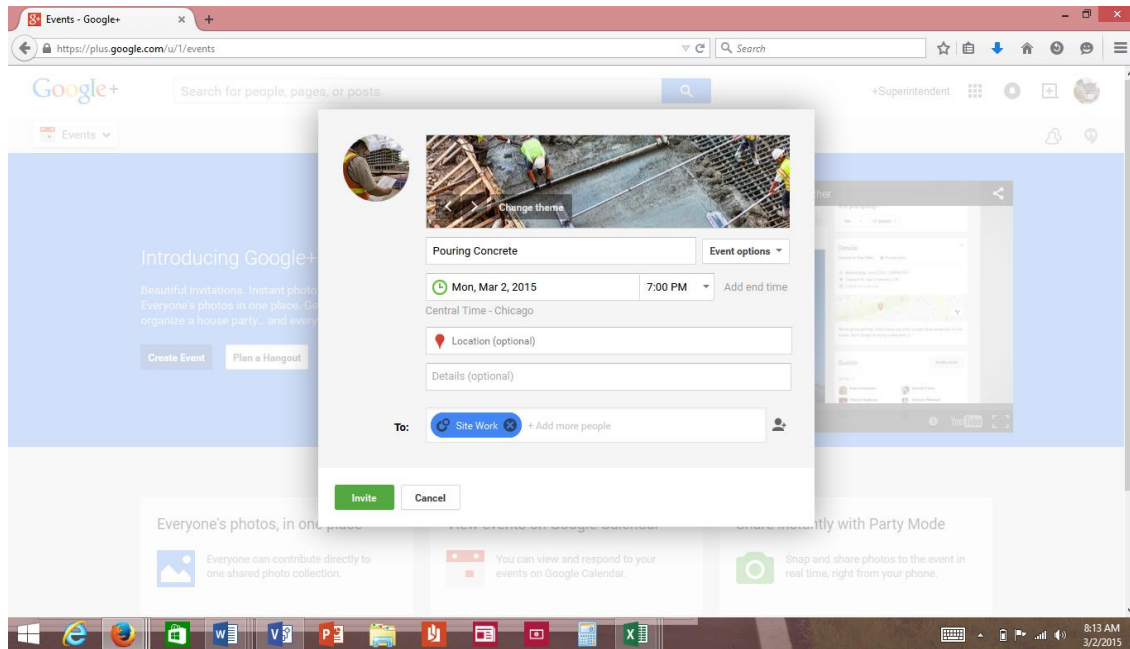 Events - Google+
https://plus.google.com/u/1/events
Search
Google+
Search for people, pages, or posts
+Superintendent
Events
Change theme
Pouring Concrete
Event options
Mon, Mar 2, 2015
7:00 PM
Add end time
Central Time - Chicago
Location (optional)
Details (optional)
To:
Site Work
+ Add more people
Invite
Cancel
Introducing Google+
Beautiful invitations. Instant photo
Everyone's photos in one place. Ge
organize a house party... and every
Create Event
Plan a Hangout
YouTube
Everyone's photos, in one place
Everyone can contribute directly to
one shared photo collection.
View events on Google Calendar
You can view and respond to your
events on Google Calendar.
Share instantly with Party Mode
Snap and share photos to the event in
real time, right from your phone.
8:13 AM
3/2/2015